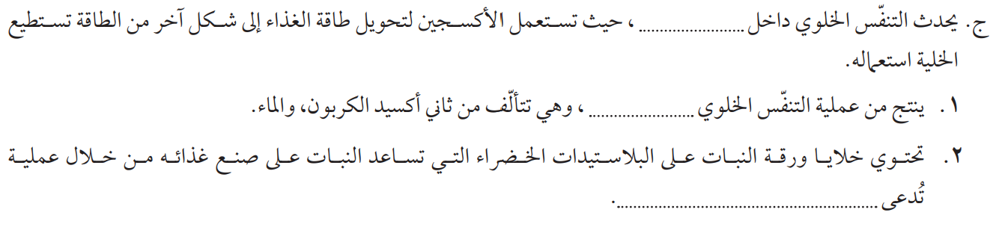 ج. يحدث التنفّس الخلوي داخل ........................ ، حيث تستعمل الأكسجين لتحويل طاقة الغذاء إلى شكل آخر من الطاقة تستطيع
الخلية استعماله.
١. ينتج من عملية التنفّس الخلوي ........................ ، وهي تتألّف من ثاني أكسيد الكربون، والماء.
٢. تحتوي خلايا ورقة النبات على البلاستيدات الخضراء التي تساعد النبات على صنع غذائه من خلال عملية
تُدعى ............................................................ .